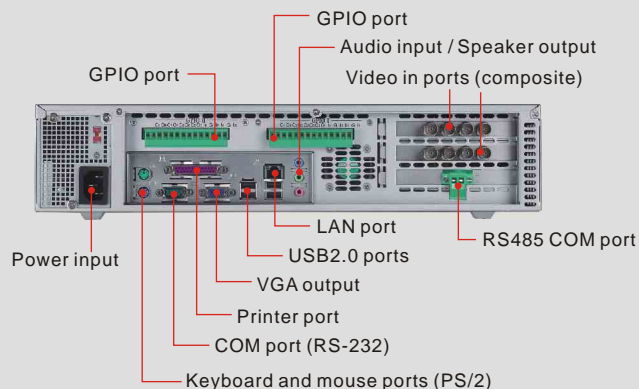 GPIO port
Audio input / Speaker output
GPIO port
Video in ports (composite)
LAN port
RS485 COM port
Power input
USB2.0 ports
VGA output
Printer port
COM port (RS-232)
Keyboard and mouse ports (PS/2)